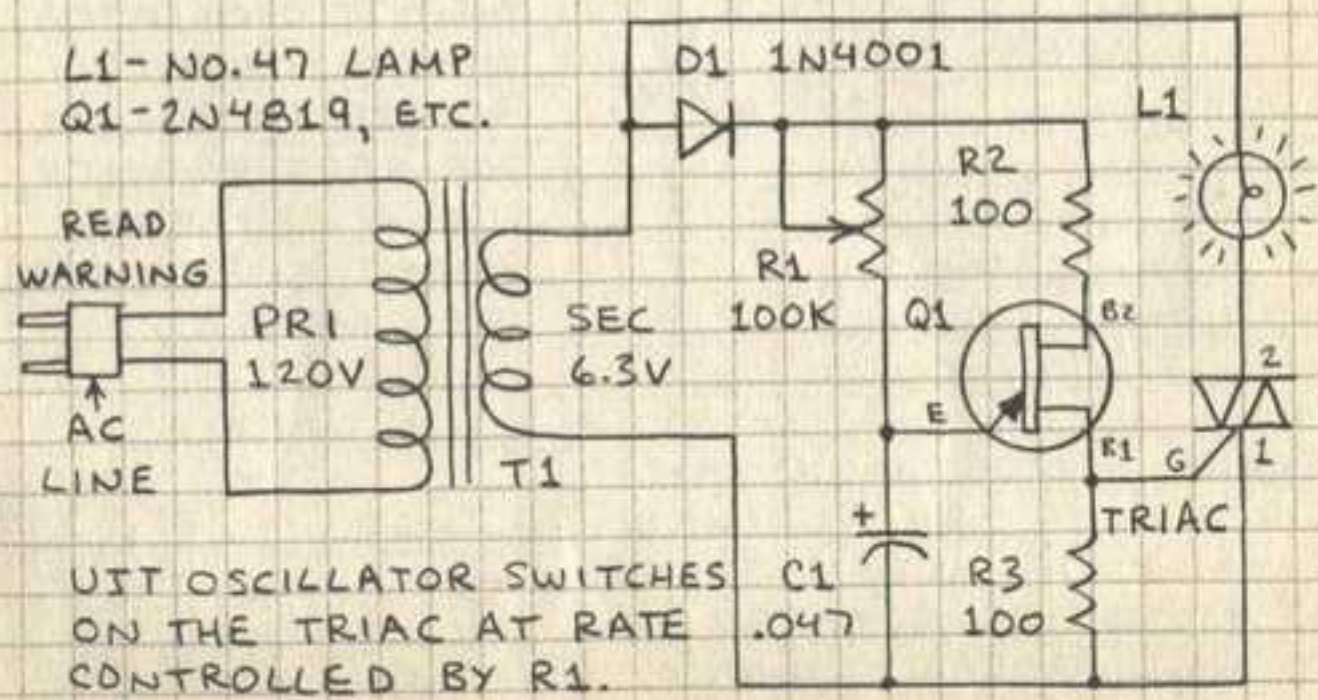 L1-NO.47 LAMP
Q1-2N4819, ETC.
D1 1N4001
L1
R2
100
READ
WARNING
PRI
120V
SEC
6.3V
R1
100K
Q1
B2
E
B1
G
2
1
AC
LINE
T1
TRIAC
+
C1
.047
R3
100
UJT OSCILLATOR SWITCHES
ON THE TRIAC AT RATE
CONTROLLED BY R1.